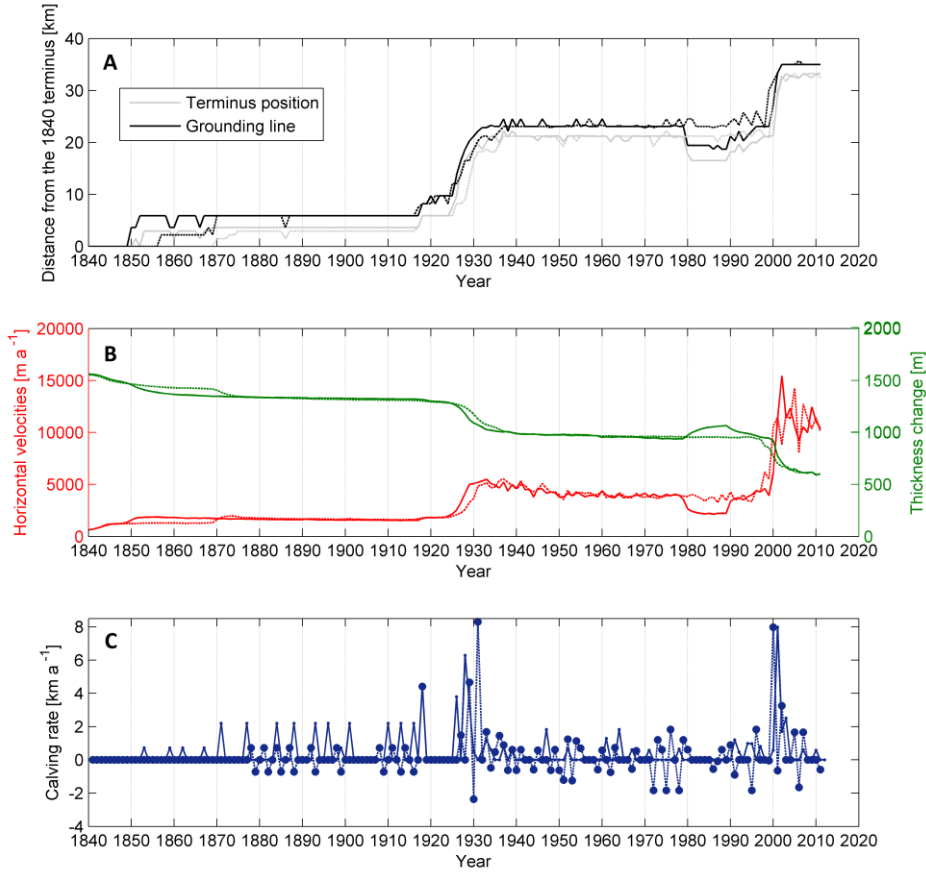 A
Distance from the 1840 terminus [km]
40
30
20
10
0
Terminus position
Grounding line
1840 1850 1860 1870 1880 1890 1900 1910 1920 1930 1940 1950 1960 1970 1980 1990 2000 2010 2020
Year
B
Horizontal velocities [m a⁻¹]
20000
15000
10000
5000
0
2000
1500
1000
500
0
Thickness change [m]
1840 1850 1860 1870 1880 1890 1900 1910 1920 1930 1940 1950 1960 1970 1980 1990 2000 2010 2020
Year
C
Calving rate [km a⁻¹]
8
6
4
2
0
-2
-4
1840 1850 1860 1870 1880 1890 1900 1910 1920 1930 1940 1950 1960 1970 1980 1990 2000 2010 2020
Year